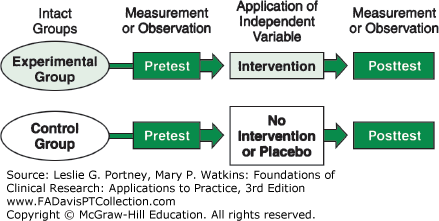 Intact
Groups
Measurement
or Observation
Application of
Independent
Variable
Measurement
or Observation
Experimental
Group
Pretest
Intervention
Posttest
Control
Group
Pretest
No
Intervention
or Placebo
Posttest
Source: Leslie G. Portney, Mary P. Watkins: Foundations of
Clinical Research: Applications to Practice, 3rd Edition
www.FADavisPTCollection.com
Copyright © McGraw-Hill Education. All rights reserved.